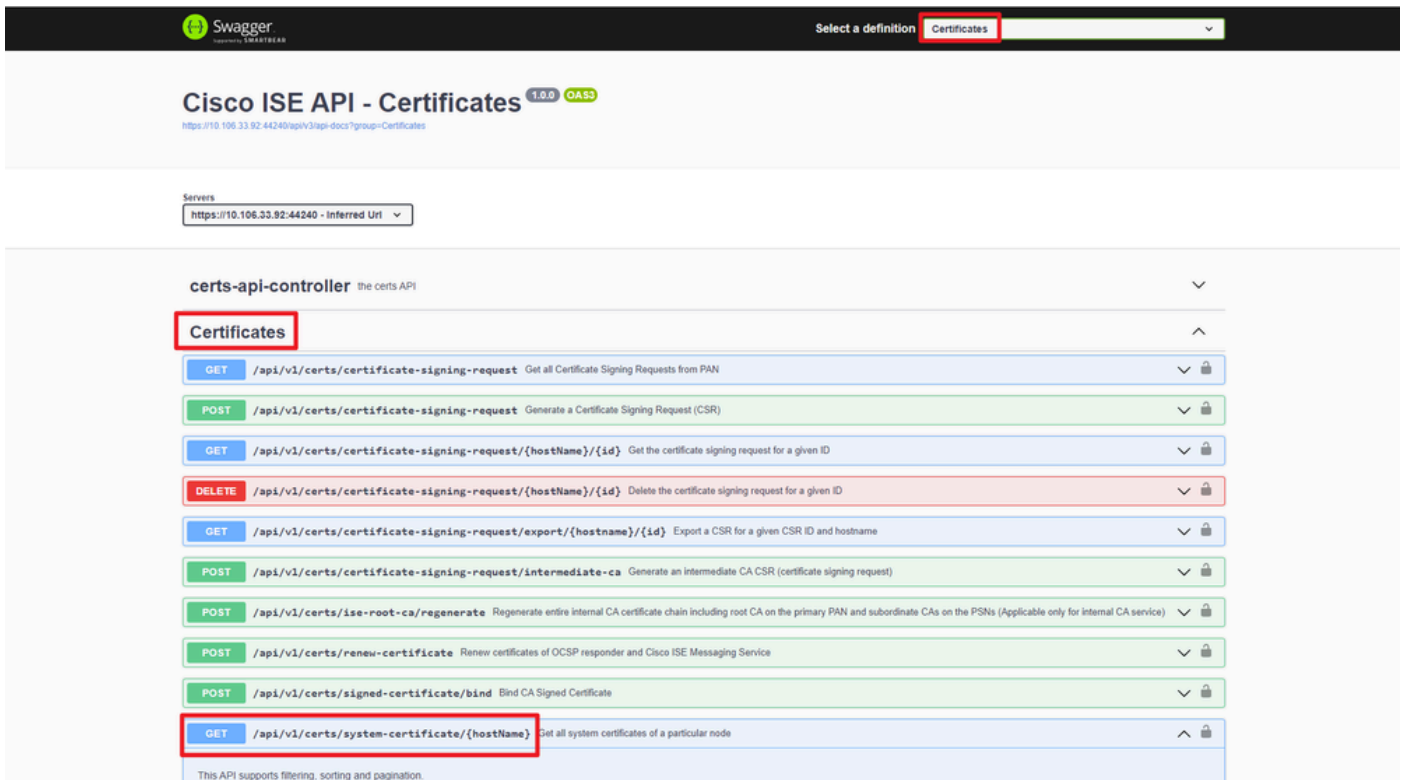 Swagger.
Supported by SMARTBEAR
Select a definition Certificates
Cisco ISE API - Certificates 1.0.0 OAS3
https://10.106.33.92:44240/api/v3/api-docs?group=Certificates
Servers
https://10.106.33.92:44240 - Inferred Url
certs-api-controller the certs API
Certificates
GET /api/v1/certs/certificate-signing-request Get all Certificate Signing Requests from PAN
POST /api/v1/certs/certificate-signing-request Generate a Certificate Signing Request (CSR)
GET /api/v1/certs/certificate-signing-request/{hostName}/{id} Get the certificate signing request for a given ID
DELETE /api/v1/certs/certificate-signing-request/{hostName}/{id} Delete the certificate signing request for a given ID
GET /api/v1/certs/certificate-signing-request/export/{hostname}/{id} Export a CSR for a given CSR ID and hostname
POST /api/v1/certs/certificate-signing-request/intermediate-ca Generate an intermediate CA CSR (certificate signing request)
POST /api/v1/certs/ise-root-ca/regenerate Regenerate entire internal CA certificate chain including root CA on the primary PAN and subordinate CAs on the PSNs (Applicable only for internal CA service)
POST /api/v1/certs/renew-certificate Renew certificates of OCSP responder and Cisco ISE Messaging Service
POST /api/v1/certs/signed-certificate/bind Bind CA Signed Certificate
GET /api/v1/certs/system-certificate/{hostName} Get all system certificates of a particular node
This API supports filtering, sorting and pagination.